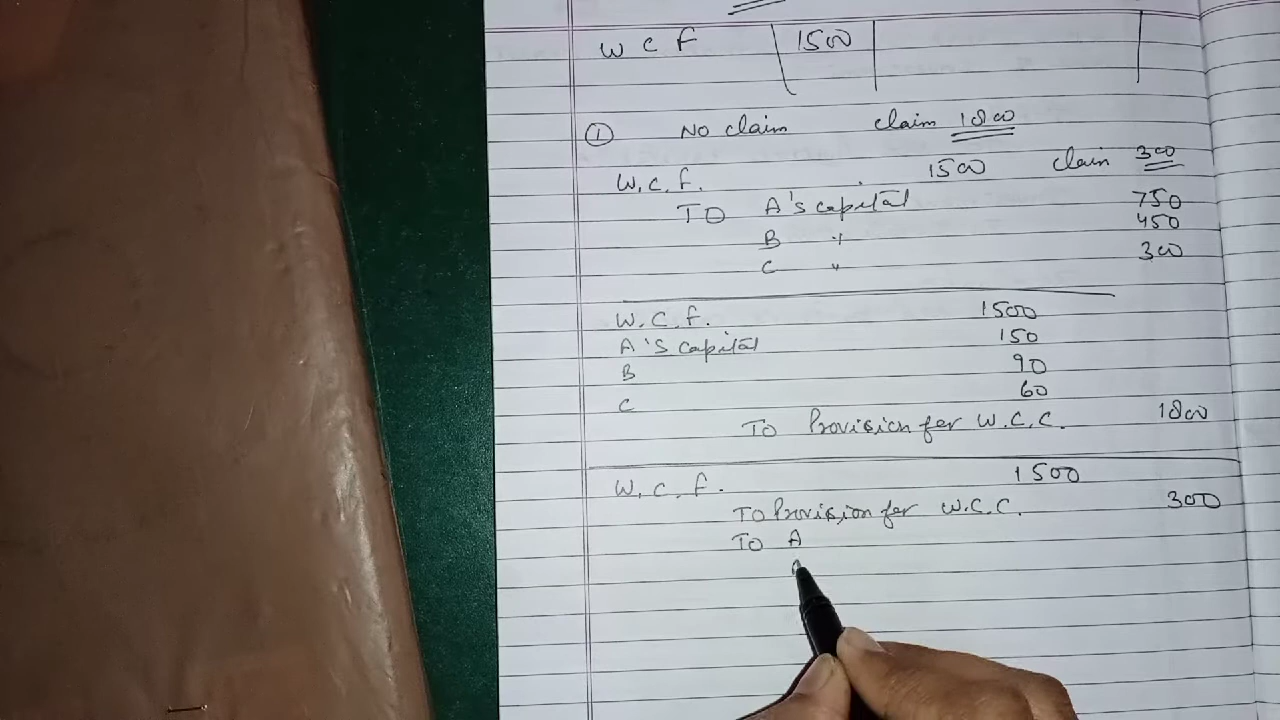 W C F 1500
① No claim claim 1800
W.C.F. 1500 claim 300
TO A's capital 750
B " 450
C " 300
W.C.F. 1500
A's capital 150
B 90
C 60
To Provision for W.C.C. 1800
W.C.F. 1500
To Provision for W.C.C. 300
To A